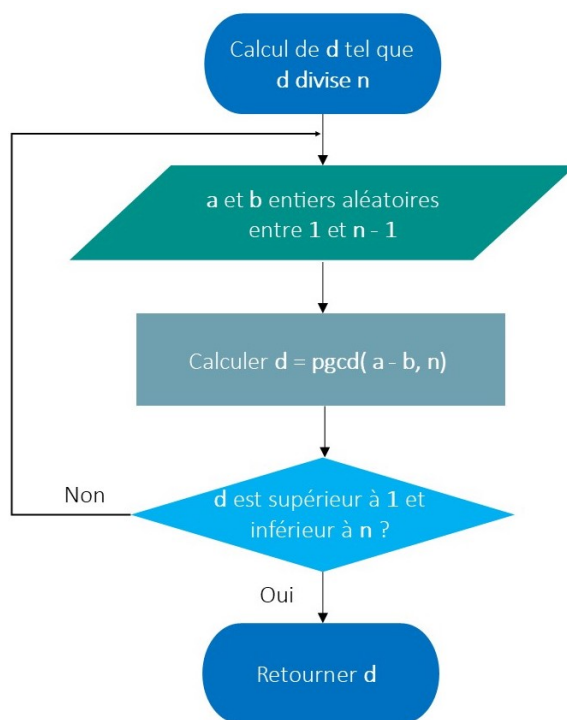 Calcul de d tel que
d divise n
a et b entiers aléatoires
entre 1 et n - 1
Calculer d = pgcd( a - b, n)
d est supérieur à 1 et
inférieur à n ?
Non
Oui
Retourner d